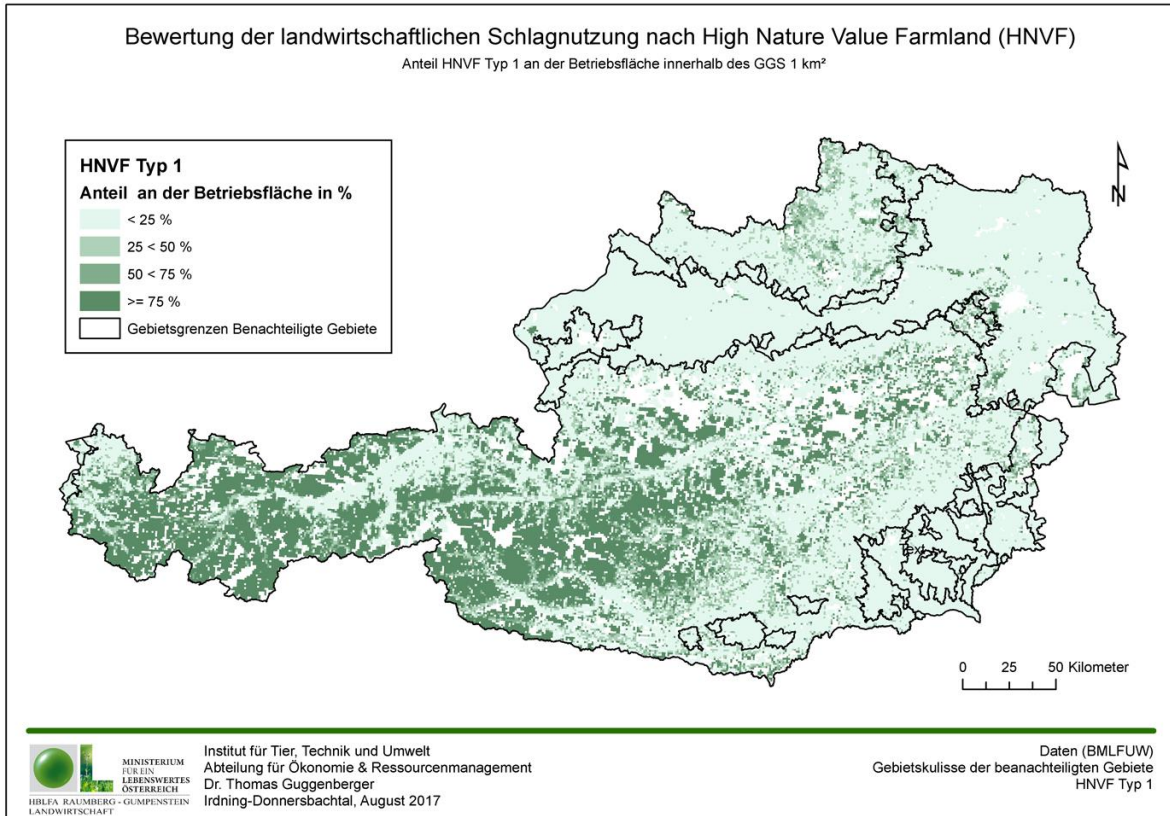 Bewertung der landwirtschaftlichen Schlagnutzung nach High Nature Value Farmland (HNVF)
Anteil HNVF Typ 1 an der Betriebsfläche innerhalb des GGS 1 km²
HNVF Typ 1
Anteil an der Betriebsfläche in %
< 25 %
25 < 50 %
50 < 75 %
>= 75 %
Gebietsgrenzen Benachteiligte Gebiete
N
Text
0 25 50 Kilometer
MINISTERIUM
FÜR EIN
LEBENSWERTES
ÖSTERREICH
HBLFA RAUMBERG - GUMPENSTEIN
LANDWIRTSCHAFT
Institut für Tier, Technik und Umwelt
Abteilung für Ökonomie & Ressourcenmanagement
Dr. Thomas Guggenberger
Irdning-Donnersbachtal, August 2017
Daten (BMLFUW)
Gebietskulisse der beanachteiligten Gebiete
HNVF Typ 1